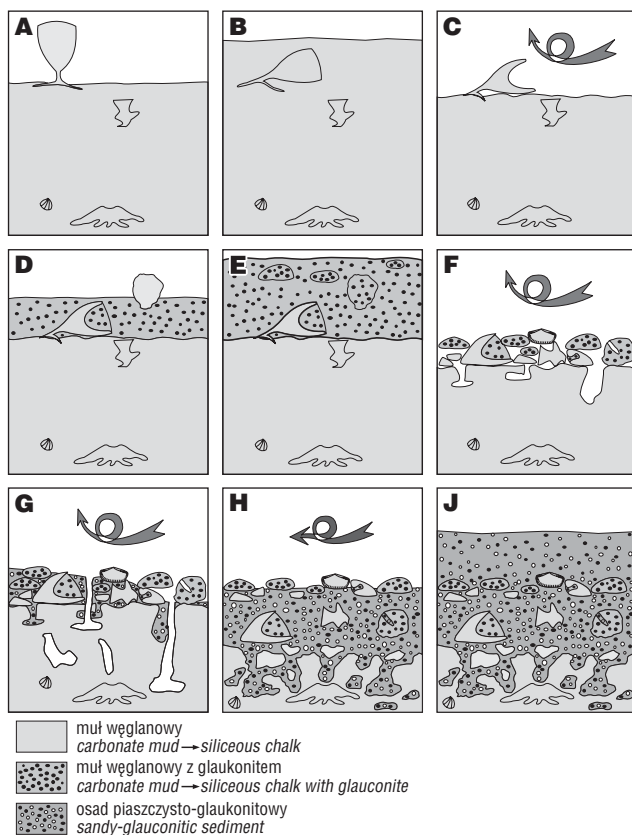 A
B
C
D
E
F
G
H
J
muł węglanowy
carbonate mud→siliceous chalk
muł węglanowy z glaukonitem
carbonate mud→siliceous chalk with glauconite
osad piaszczysto-glaukonitowy
sandy-glauconitic sediment